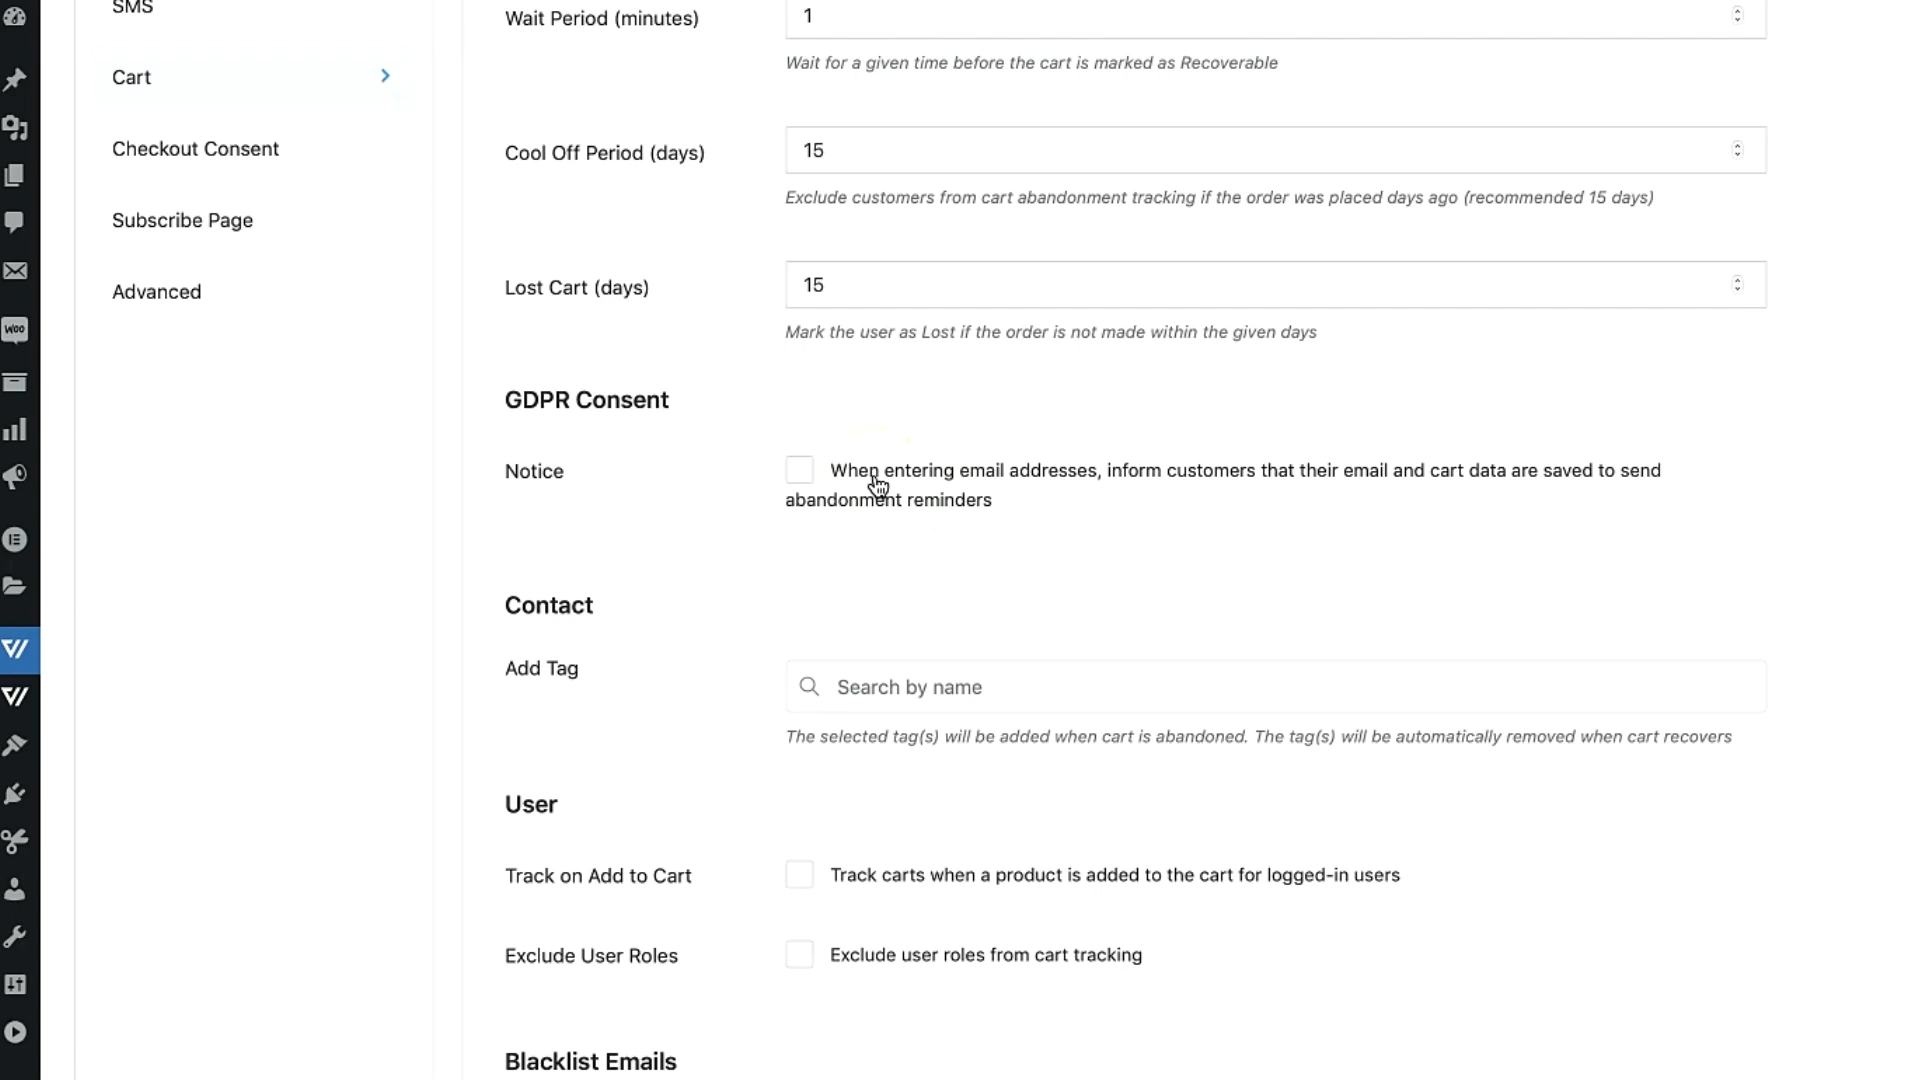 SMS
Cart
Checkout Consent
Subscribe Page
Advanced
Wait Period (minutes)
1
Wait for a given time before the cart is marked as Recoverable
Cool Off Period (days)
15
Exclude customers from cart abandonment tracking if the order was placed days ago (recommended 15 days)
Lost Cart (days)
15
Mark the user as Lost if the order is not made within the given days
GDPR Consent
Notice
When entering email addresses, inform customers that their email and cart data are saved to send
abandonment reminders
Contact
Add Tag
Search by name
The selected tag(s) will be added when cart is abandoned. The tag(s) will be automatically removed when cart recovers
User
Track on Add to Cart
Track carts when a product is added to the cart for logged-in users
Exclude User Roles
Exclude user roles from cart tracking
Blacklist Emails
Woo